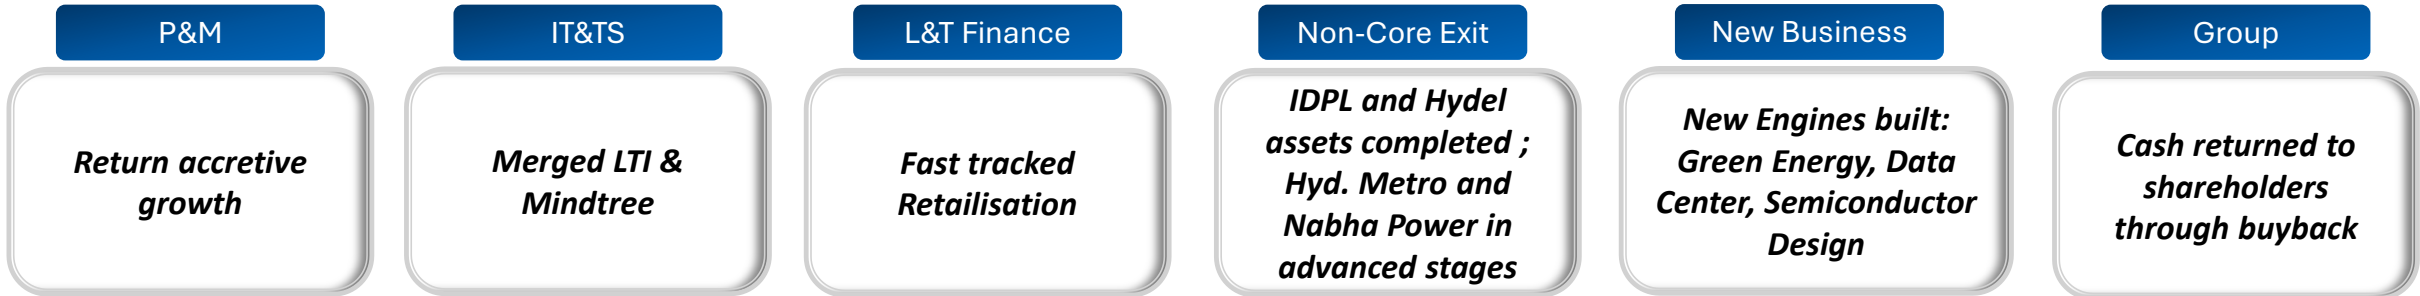 P&M
Return accretive
growth
IT&TS
Merged LTI &
Mindtree
L&T Finance
Fast tracked
Retailisation
Non-Core Exit
IDPL and Hydel
assets completed ;
Hyd. Metro and
Nabha Power in
advanced stages
New Business
New Engines built:
Green Energy, Data
Center, Semiconductor
Design
Group
Cash returned to
shareholders
through buyback